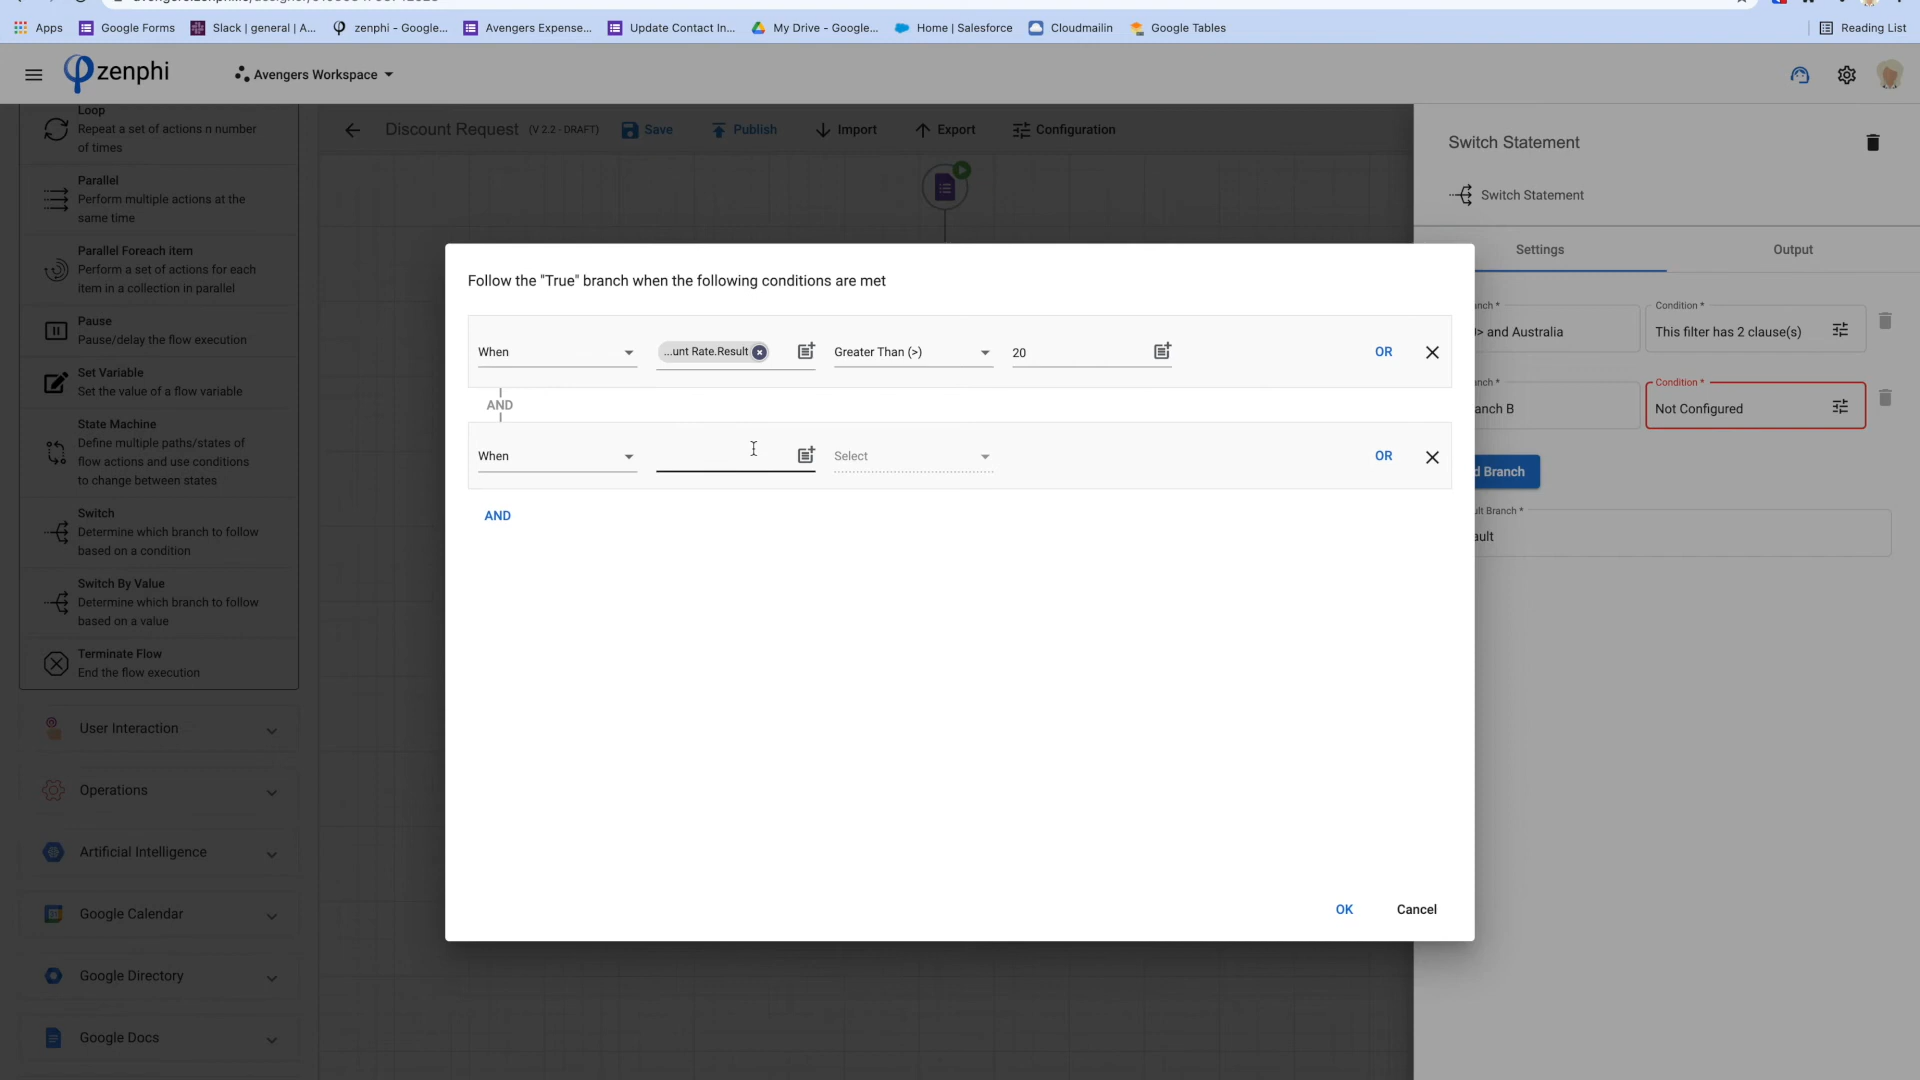 Apps
Google Forms
Slack | general | A...
zenphi - Google...
Avengers Expense...
Update Contact In...
My Drive - Google...
Home | Salesforce
Cloudmailin
Google Tables
Reading List
zenphi
Avengers Workspace
Loop
Repeat a set of actions n number
of times
Parallel
Perform multiple actions at the
same time
Parallel Foreach item
Perform a set of actions for each
item in a collection in parallel
Pause
Pause/delay the flow execution
Set Variable
Set the value of a flow variable
State Machine
Define multiple paths/states of
flow actions and use conditions
to change between states
Switch
Determine which branch to follow
based on a condition
Switch By Value
Determine which branch to follow
based on a value
Terminate Flow
End the flow execution
User Interaction
Operations
Artificial Intelligence
Google Calendar
Google Directory
Google Docs
Discount Request (V 2.2 - DRAFT)
Save
Publish
Import
Export
Configuration
Follow the "True" branch when the following conditions are met
When
...unt Rate.Result
Greater Than (>)
20
OR
AND
When
Select
OR
AND
OK
Cancel
Switch Statement
Switch Statement
Settings
Output
nch *
> and Australia
Condition *
This filter has 2 clause(s)
nch *
anch B
Condition *
Not Configured
d Branch
ult Branch *
ault